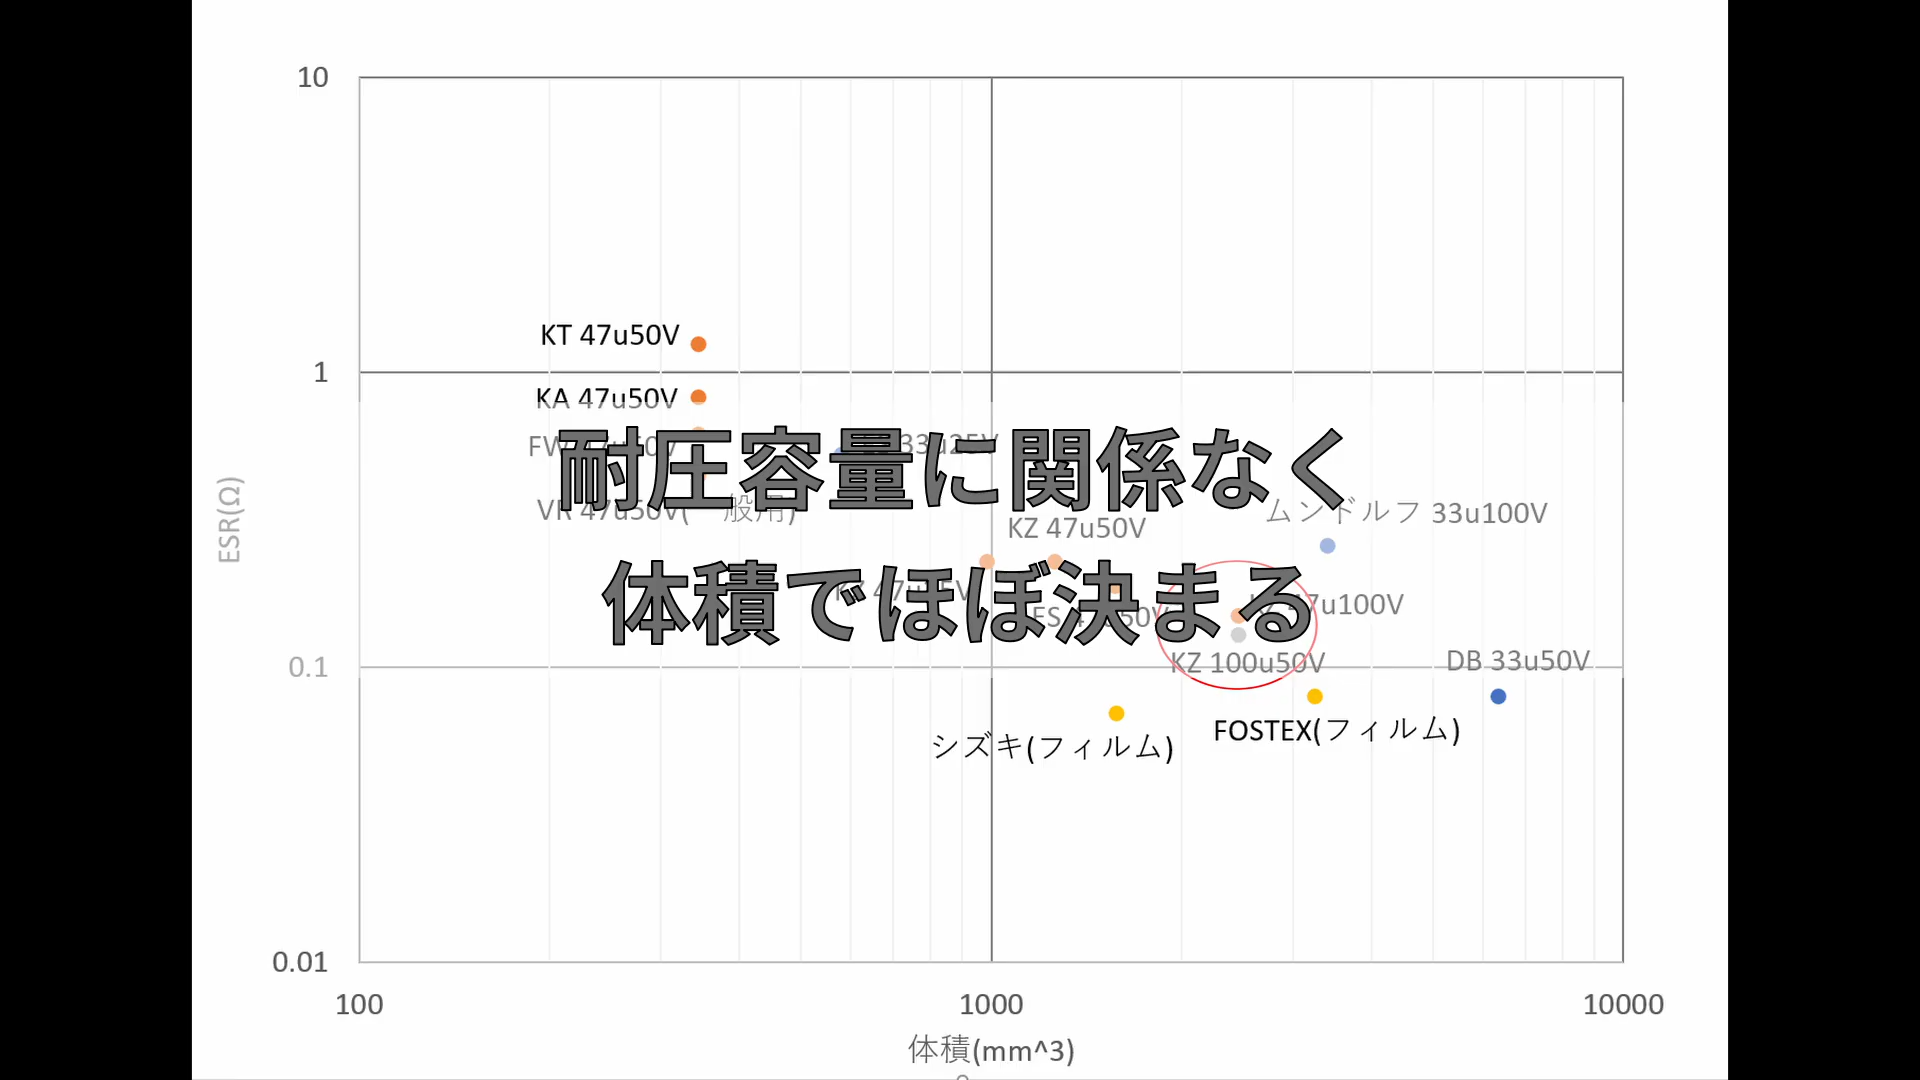 10
KT 47u50V
1
KA 47u50V
33u25V
耐圧容量に関係なく
ムンドルフ 33u100V
KZ 47u50V
ESR(Ω)
体積でほぼ決まる
DB 33u50V
KZ 100u50V
0.1
シズキ(フィルム)
FOSTEX(フィルム)
0.01
100
1000
10000
体積(mm^3)